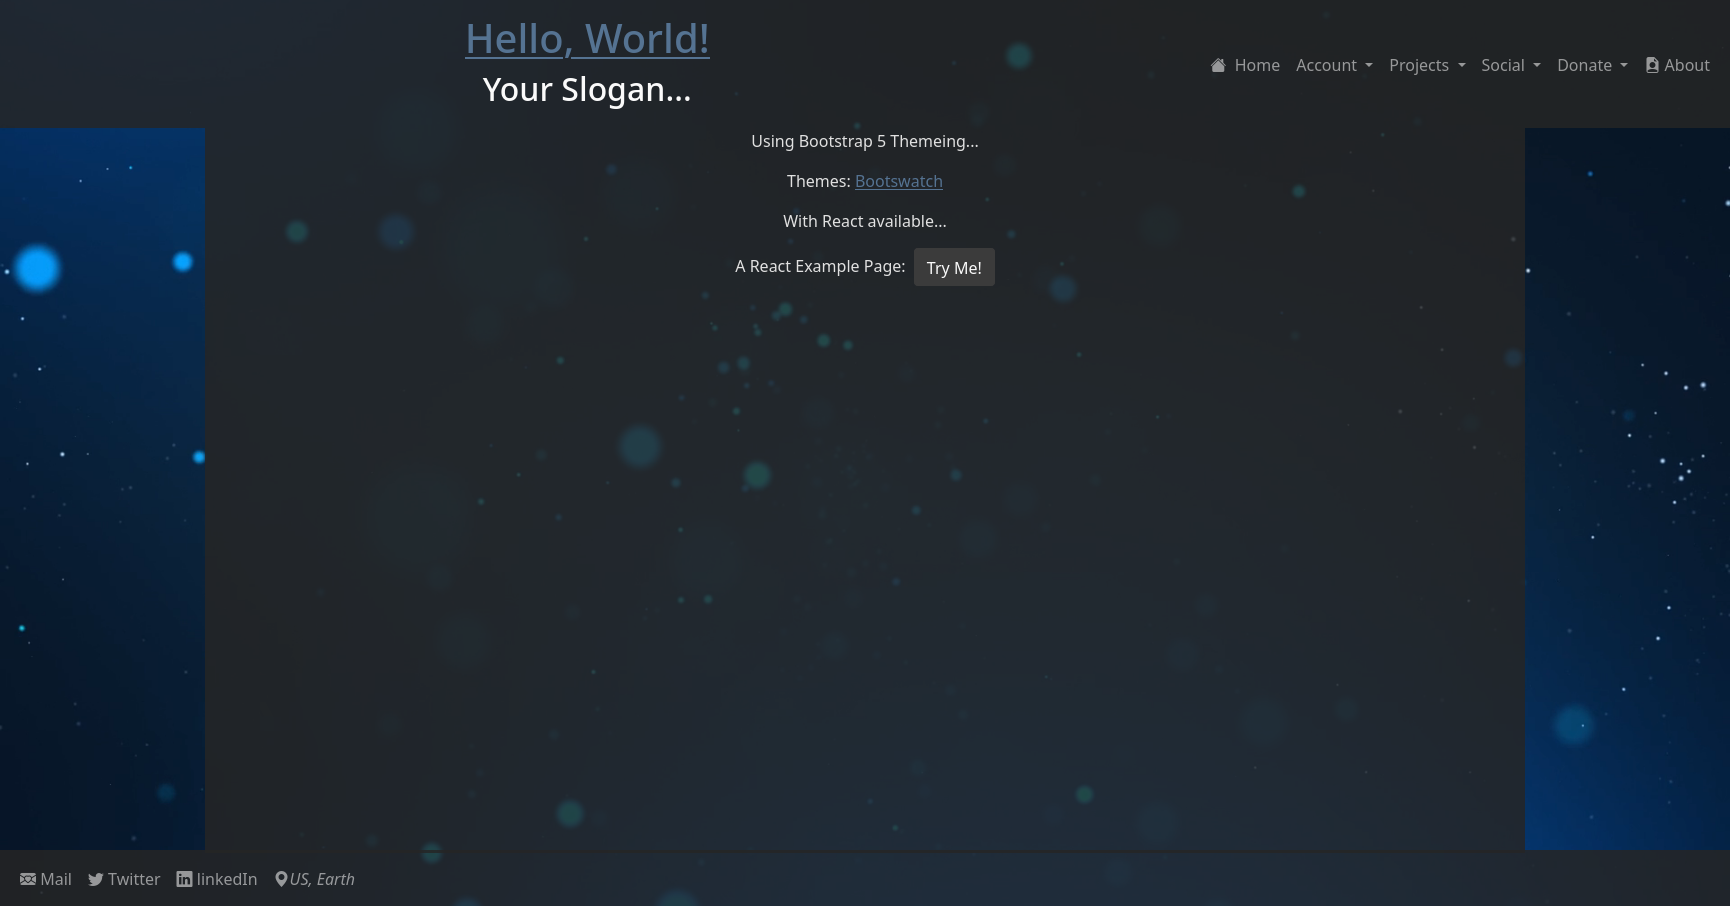 Hello, World!
Your Slogan...
Home Account Projects Social Donate About
Using Bootstrap 5 Themeing...
Themes: Bootswatch
With React available...
A React Example Page: Try Me!
Mail Twitter linkedIn US, Earth